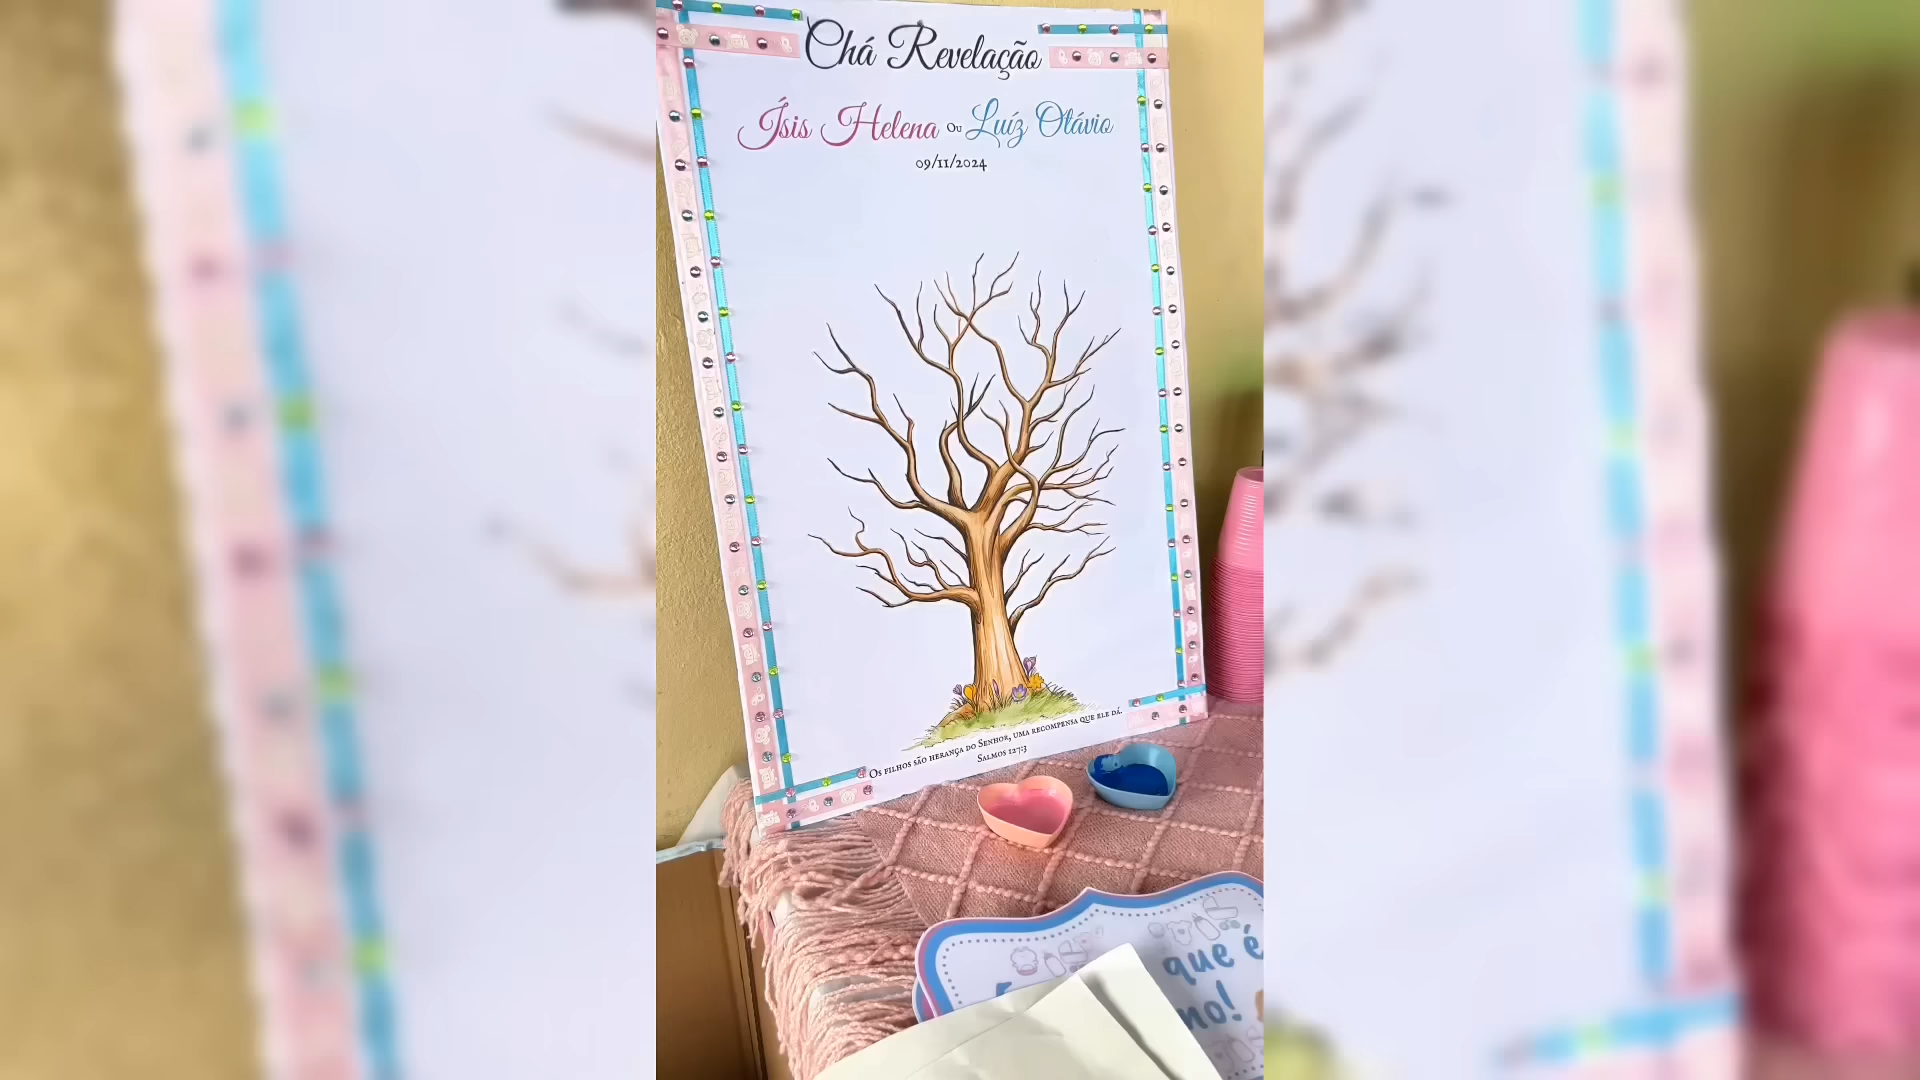 Chá Revelação
Ísis Helena ou Luíz Otávio
09/11/2024
Os filhos são herança do Senhor, uma recompensa que ele dá.
Salmos 127:3
que é
no!